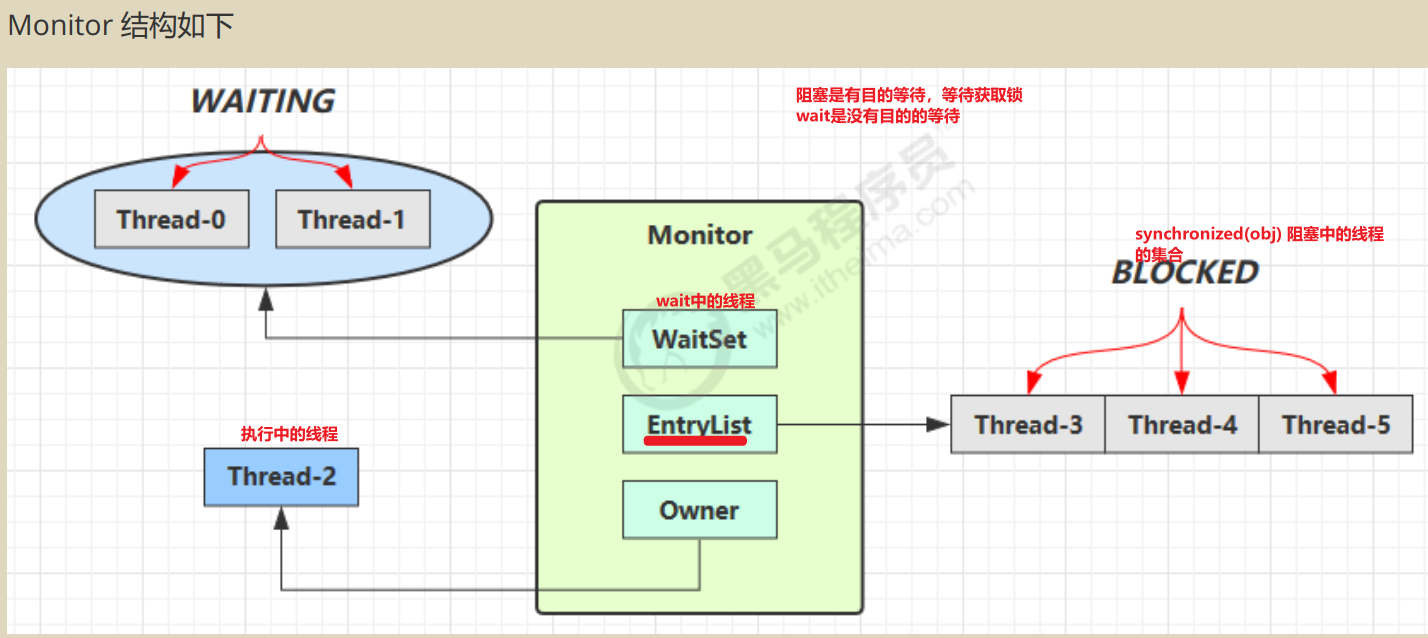 Monitor 结构如下
WAITING
阻塞是有目的等待，等待获取锁
wait是没有目的的等待
Thread-0
Thread-1
Monitor
synchronized(obj) 阻塞中的线程
的集合
BLOCKED
wait中的线程
WaitSet
EntryList
Thread-3
Thread-4
Thread-5
执行中的线程
Thread-2
Owner
黑马程序员
www.itheima.com